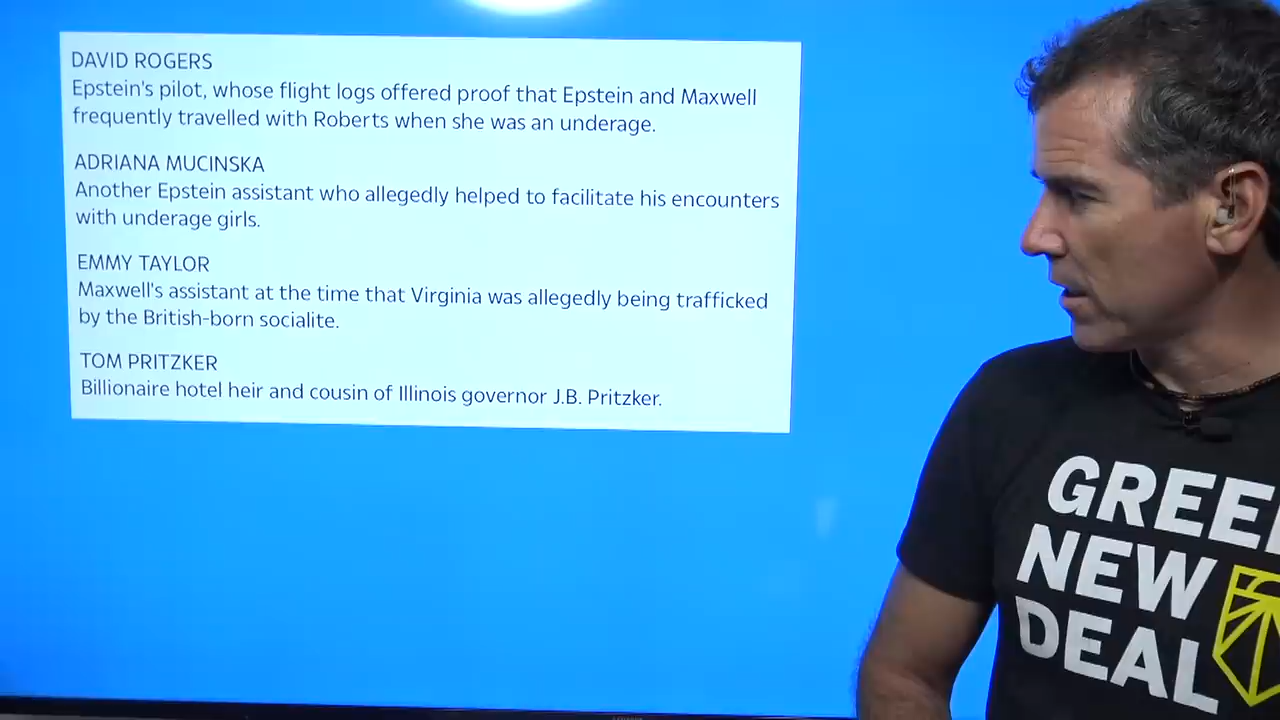 DAVID ROGERS
Epstein's pilot, whose flight logs offered proof that Epstein and Maxwell
frequently travelled with Roberts when she was an underage.
ADRIANA MUCINSKA
Another Epstein assistant who allegedly helped to facilitate his encounters
with underage girls.
EMMY TAYLOR
Maxwell's assistant at the time that Virginia was allegedly being trafficked
by the British-born socialite.
TOM PRITZKER
Billionaire hotel heir and cousin of Illinois governor J.B. Pritzker.
GREE
NEW
DEAL